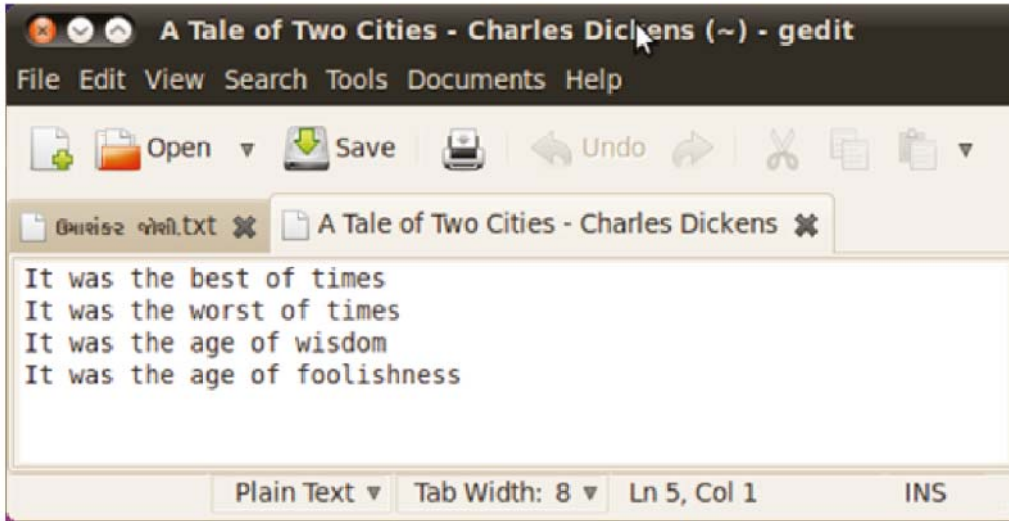 A Tale of Two Cities - Charles Dickens (~) - gedit
File Edit View Search Tools Documents Help
Open Save Undo
ઉમાશંકર જોશી.txt A Tale of Two Cities - Charles Dickens
It was the best of times
It was the worst of times
It was the age of wisdom
It was the age of foolishness
Plain Text Tab Width: 8 Ln 5, Col 1 INS